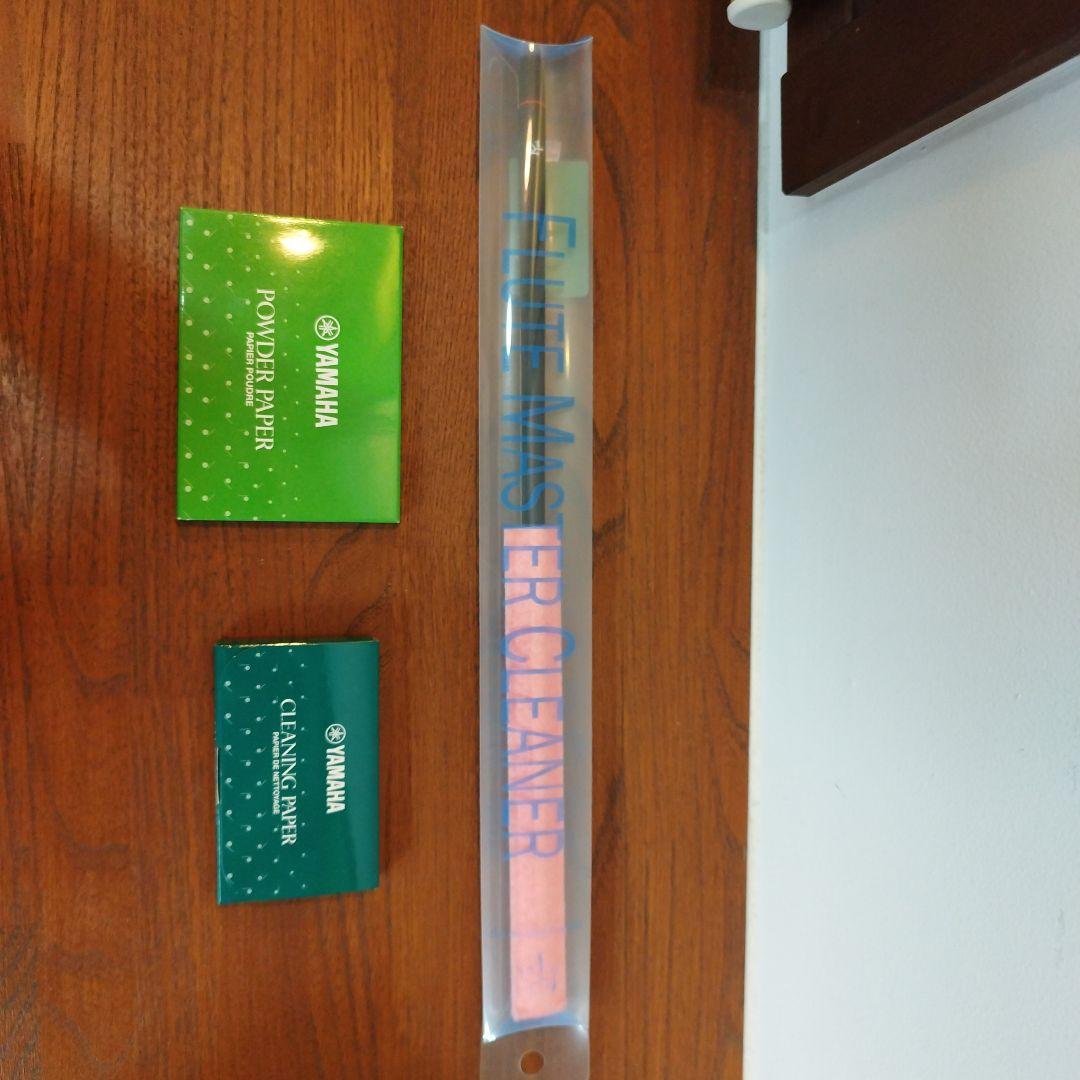 YAMAHA
POWDER PAPER
PAPIER POUDRE
YAMAHA
CLEANING PAPER
PAPIER DE NETTOYAGE
FLUTE MASTER CLEANER